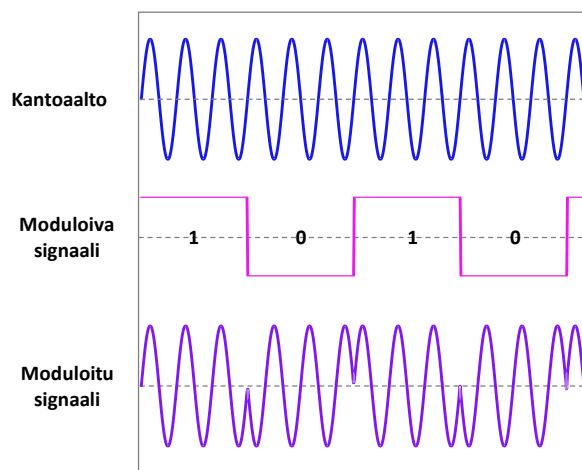 Kantoaalto
Moduloiva
signaali
1 0 1 0
Moduloitu
signaali